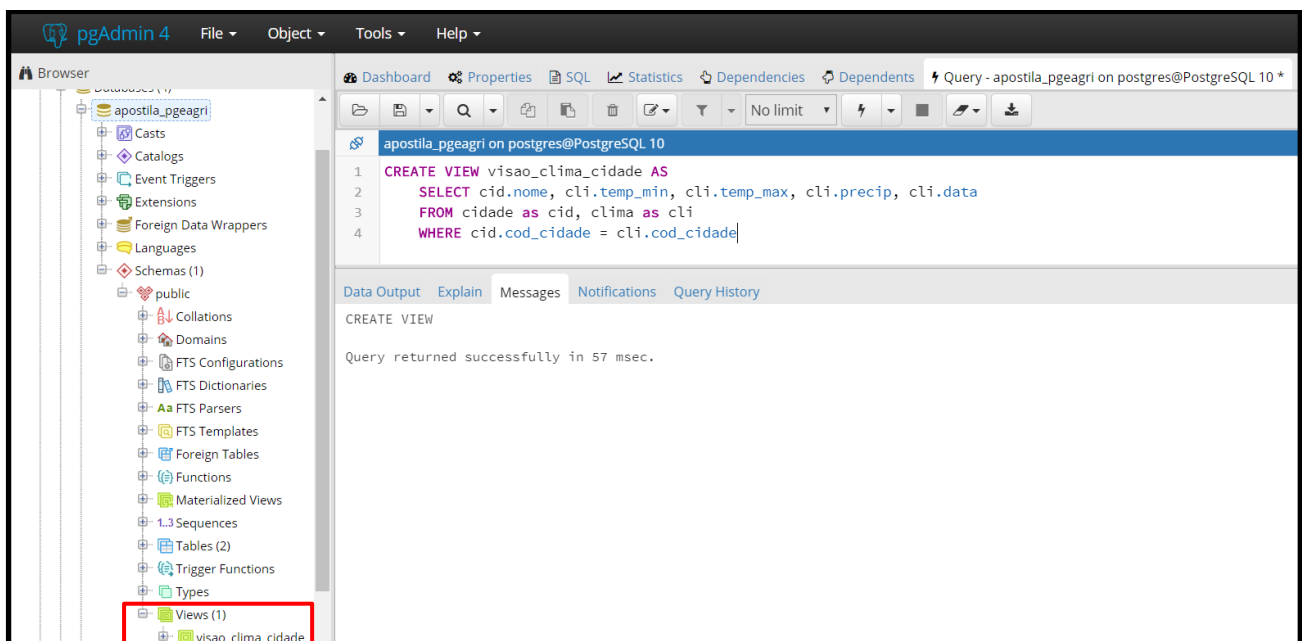 pgAdmin 4 File Object Tools Help
Browser
Dashboard Properties SQL Statistics Dependencies Dependents Query - apostila_pgeagri on postgres@PostgreSQL 10 *
No limit
apostila_pgeagri on postgres@PostgreSQL 10
1 CREATE VIEW visao_clima_cidade AS
2 SELECT cid.nome, cli.temp_min, cli.temp_max, cli.precip, cli.data
3 FROM cidade as cid, clima as cli
4 WHERE cid.cod_cidade = cli.cod_cidade
Data Output Explain Messages Notifications Query History
CREATE VIEW
Query returned successfully in 57 msec.
Databases (4)
apostila_pgeagri
Casts
Catalogs
Event Triggers
Extensions
Foreign Data Wrappers
Languages
Schemas (1)
public
Collations
Domains
FTS Configurations
FTS Dictionaries
Aa FTS Parsers
FTS Templates
Foreign Tables
Functions
Materialized Views
1..3 Sequences
Tables (2)
Trigger Functions
Types
Views (1)
visao_clima_cidade